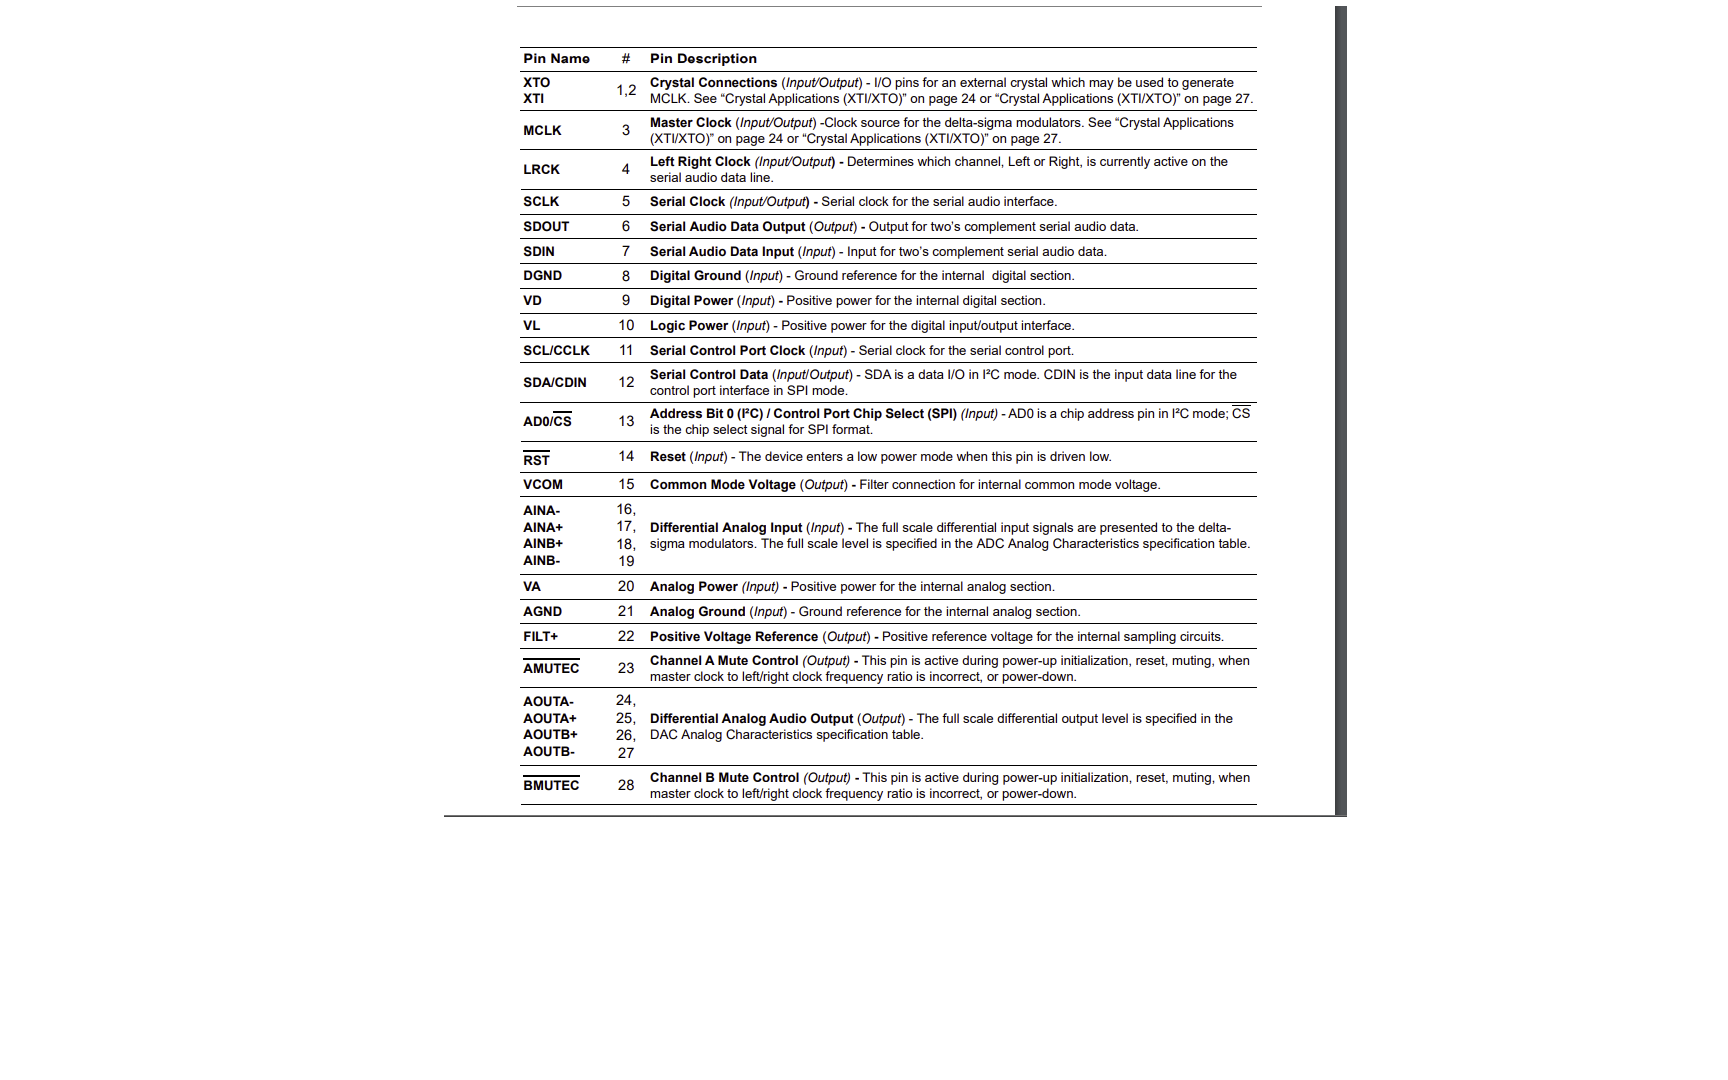 Pin Name # Pin Description
XTO
XTI
1,2
Crystal Connections (Input/Output) - I/O pins for an external crystal which may be used to generate
MCLK. See “Crystal Applications (XTI/XTO)” on page 24 or “Crystal Applications (XTI/XTO)” on page 27.
MCLK
3
Master Clock (Input/Output) -Clock source for the delta-sigma modulators. See “Crystal Applications
(XTI/XTO)” on page 24 or “Crystal Applications (XTI/XTO)” on page 27.
LRCK
4
Left Right Clock (Input/Output) - Determines which channel, Left or Right, is currently active on the
serial audio data line.
SCLK 5 Serial Clock (Input/Output) - Serial clock for the serial audio interface.
SDOUT 6 Serial Audio Data Output (Output) - Output for two’s complement serial audio data.
SDIN 7 Serial Audio Data Input (Input) - Input for two’s complement serial audio data.
DGND 8 Digital Ground (Input) - Ground reference for the internal digital section.
VD 9 Digital Power (Input) - Positive power for the internal digital section.
VL 10 Logic Power (Input) - Positive power for the digital input/output interface.
SCL/CCLK 11 Serial Control Port Clock (Input) - Serial clock for the serial control port.
SDA/CDIN
12
Serial Control Data (Input/Output) - SDA is a data I/O in I²C mode. CDIN is the input data line for the
control port interface in SPI mode.
AD0/CS
13
Address Bit 0 (I²C) / Control Port Chip Select (SPI) (Input) - AD0 is a chip address pin in I²C mode; CS
is the chip select signal for SPI format.
RST 14 Reset (Input) - The device enters a low power mode when this pin is driven low.
VCOM 15 Common Mode Voltage (Output) - Filter connection for internal common mode voltage.
AINA-
AINA+
AINB+
AINB-
16,
17,
18,
19
Differential Analog Input (Input) - The full scale differential input signals are presented to the delta-
sigma modulators. The full scale level is specified in the ADC Analog Characteristics specification table.
VA 20 Analog Power (Input) - Positive power for the internal analog section.
AGND 21 Analog Ground (Input) - Ground reference for the internal analog section.
FILT+ 22 Positive Voltage Reference (Output) - Positive reference voltage for the internal sampling circuits.
AMUTEC
23
Channel A Mute Control (Output) - This pin is active during power-up initialization, reset, muting, when
master clock to left/right clock frequency ratio is incorrect, or power-down.
AOUTA-
AOUTA+
AOUTB+
AOUTB-
24,
25,
26,
27
Differential Analog Audio Output (Output) - The full scale differential output level is specified in the
DAC Analog Characteristics specification table.
BMUTEC
28
Channel B Mute Control (Output) - This pin is active during power-up initialization, reset, muting, when
master clock to left/right clock frequency ratio is incorrect, or power-down.